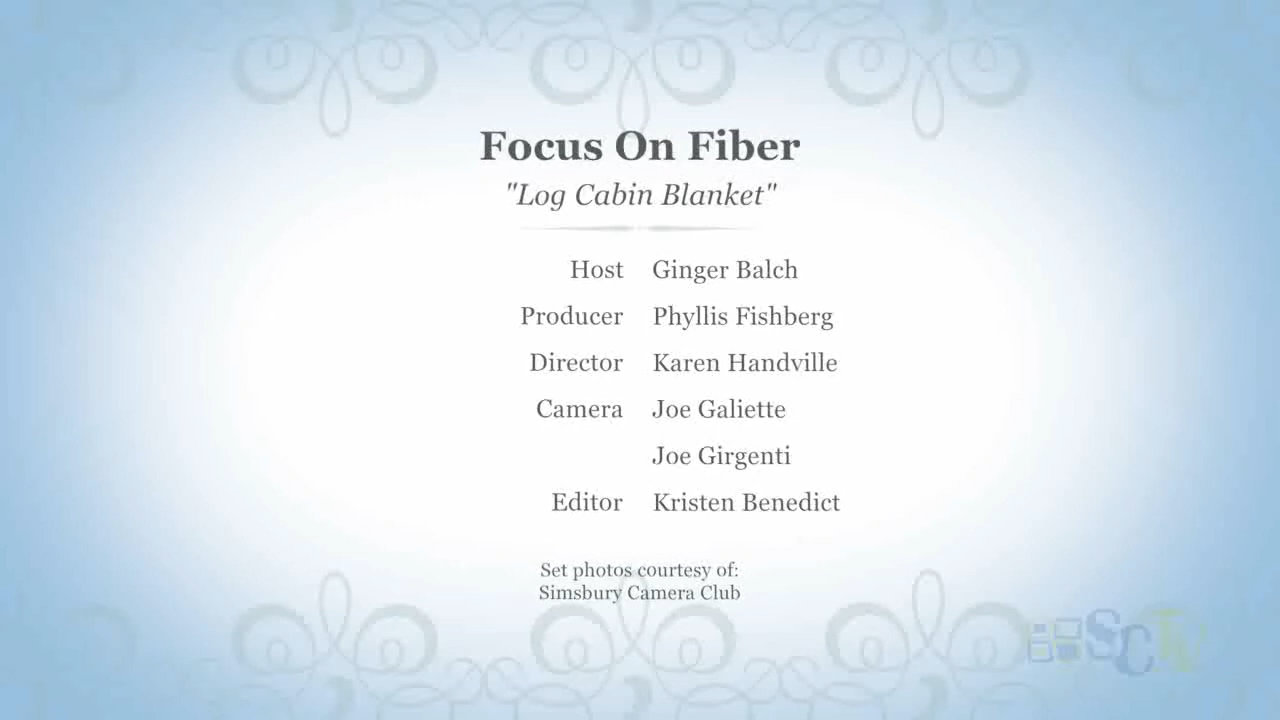 Focus On Fiber
"Log Cabin Blanket"
Host Ginger Balch
Producer Phyllis Fishberg
Director Karen Handville
Camera Joe Galiette
Joe Girgenti
Editor Kristen Benedict
Set photos courtesy of:
Simsbury Camera Club
SCTV